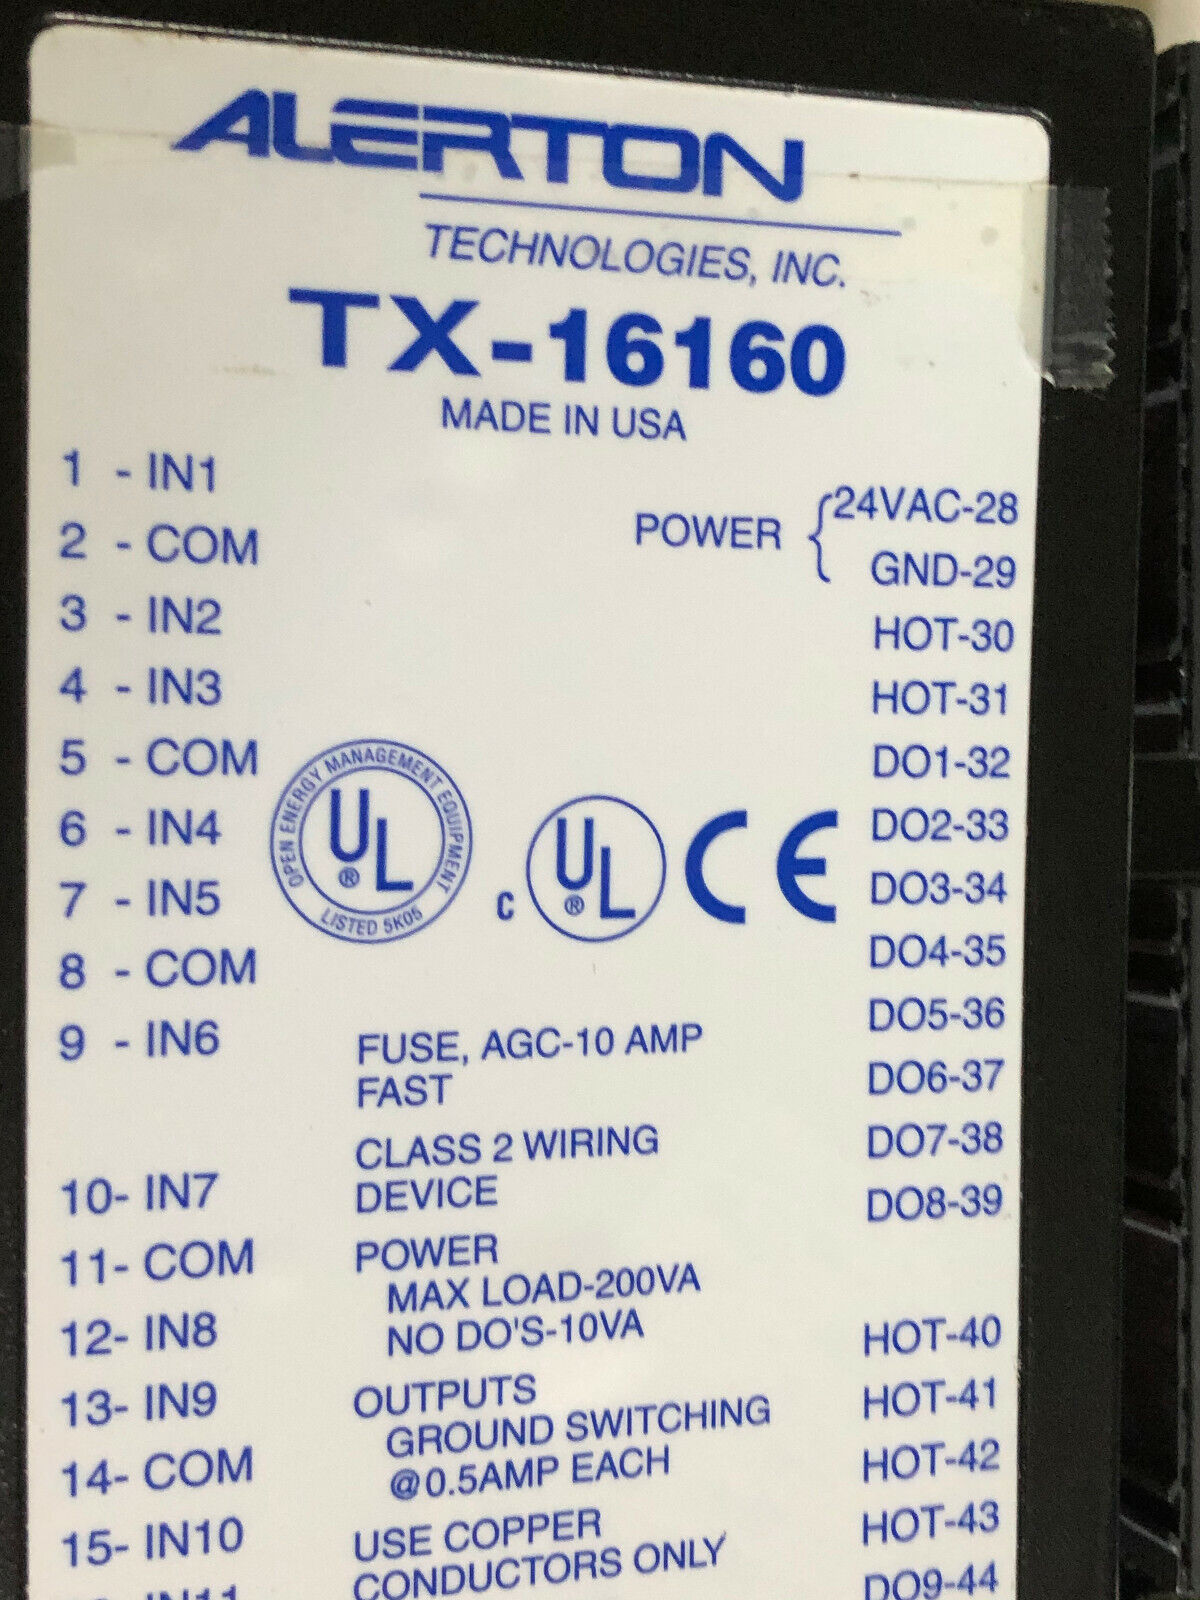 ALERTON
TECHNOLOGIES, INC.
TX-16160
MADE IN USA
1 - IN1
2 - COM
3 - IN2
4 - IN3
5 - COM
6 - IN4
7 - IN5
8 - COM
9 - IN6
10- IN7
11- COM
12- IN8
13- IN9
14- COM
15- IN10
IN11
OPEN ENERGY MANAGEMENT EQUIPMENT
UL ®
LISTED 5K05
C UL ® CE
FUSE, AGC-10 AMP
FAST
CLASS 2 WIRING
DEVICE
POWER
MAX LOAD-200VA
NO DO'S-10VA
OUTPUTS
GROUND SWITCHING
@0.5AMP EACH
USE COPPER
CONDUCTORS ONLY
POWER { 24VAC-28
GND-29
HOT-30
HOT-31
DO1-32
DO2-33
DO3-34
DO4-35
DO5-36
DO6-37
DO7-38
DO8-39
HOT-40
HOT-41
HOT-42
HOT-43
DO9-44